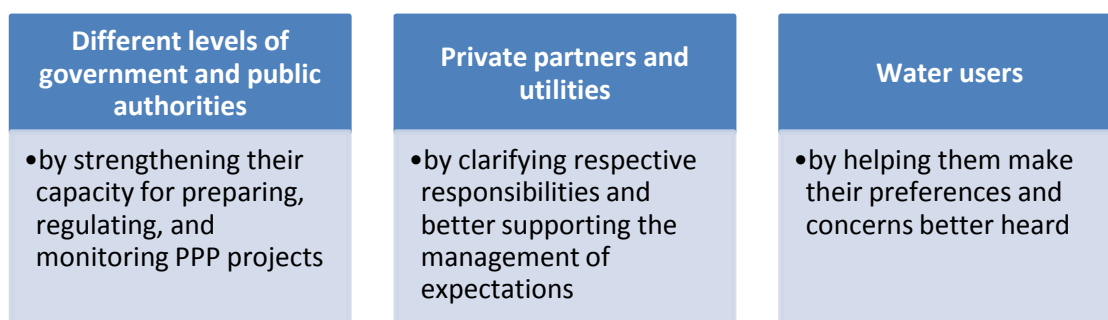 Different levels of
government and public
authorities
•by strengthening their
capacity for preparing,
regulating, and
monitoring PPP projects
Private partners and
utilities
•by clarifying respective
responsibilities and
better supporting the
management of
expectations
Water users
•by helping them make
their preferences and
concerns better heard